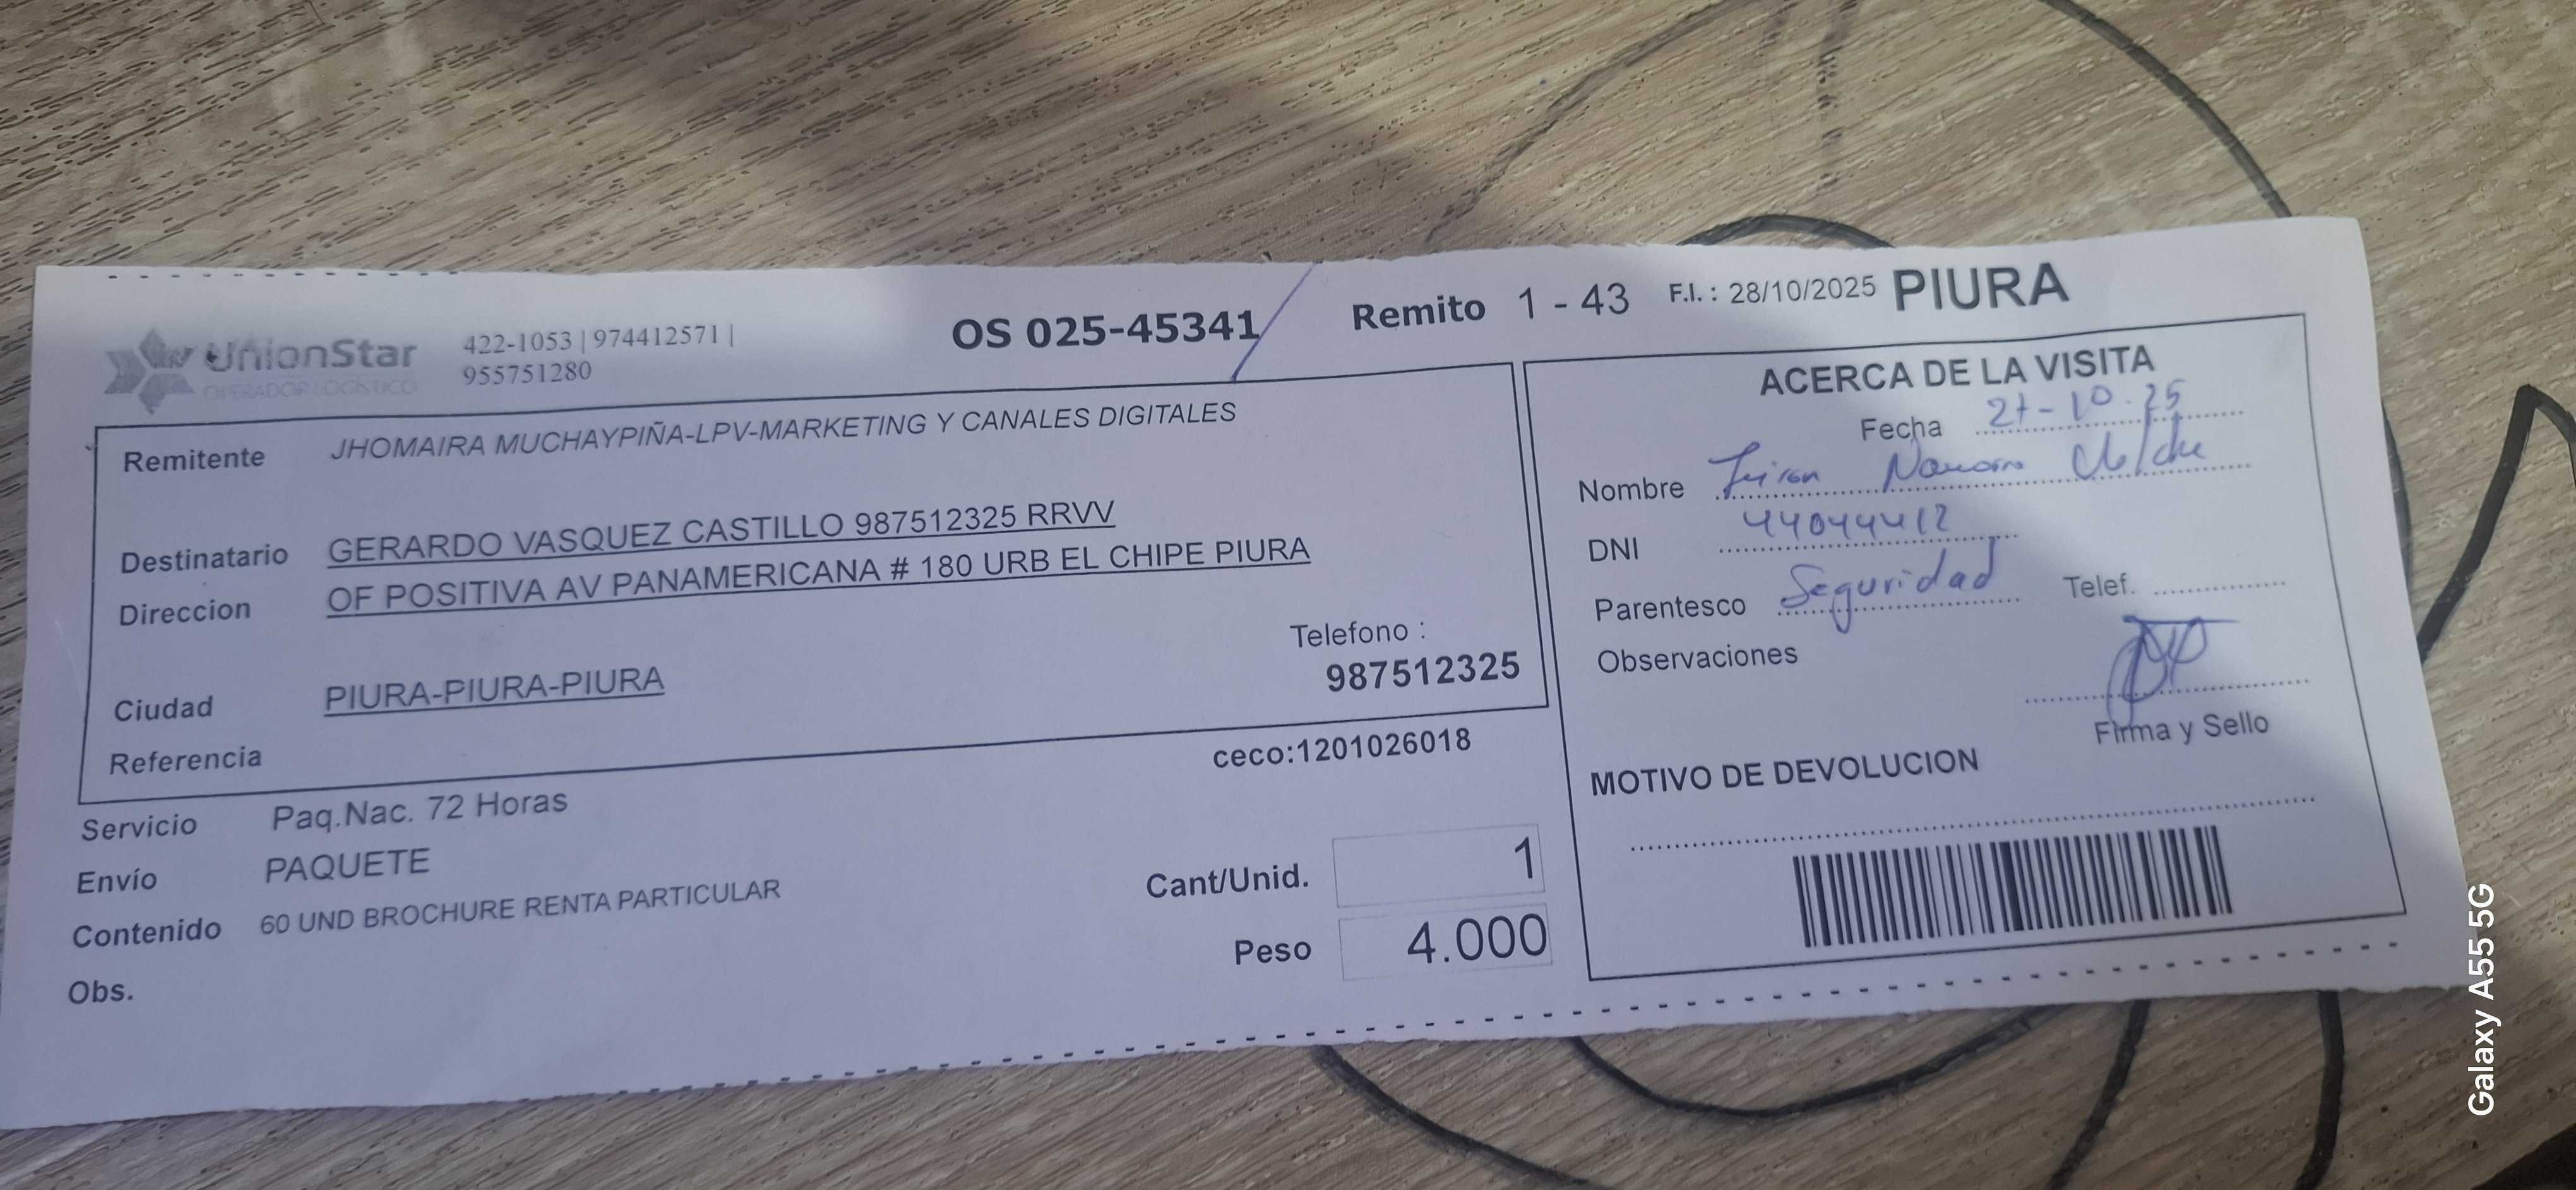 UnionStar
OPERADOR LOGISTICO
422-1053 | 974412571 |
955751280
OS 025-45341
Remito 1 - 43 F.I. : 28/10/2025 PIURA
Remitente JHOMAIRA MUCHAYPIÑA-LPV-MARKETING Y CANALES DIGITALES
Destinatario GERARDO VASQUEZ CASTILLO 987512325 RRVV
Direccion OF POSITIVA AV PANAMERICANA # 180 URB EL CHIPE PIURA
Telefono :
987512325
Ciudad PIURA-PIURA-PIURA
Referencia
ceco:1201026018
Servicio Paq.Nac. 72 Horas
Envío PAQUETE
Contenido 60 UND BROCHURE RENTA PARTICULAR
Obs.
Cant/Unid. 1
Peso 4.000
ACERCA DE LA VISITA
Fecha
Nombre
DNI 44044412
Parentesco Seguridad Telef.
Observaciones
Firma y Sello
MOTIVO DE DEVOLUCION
Galaxy A55 5G